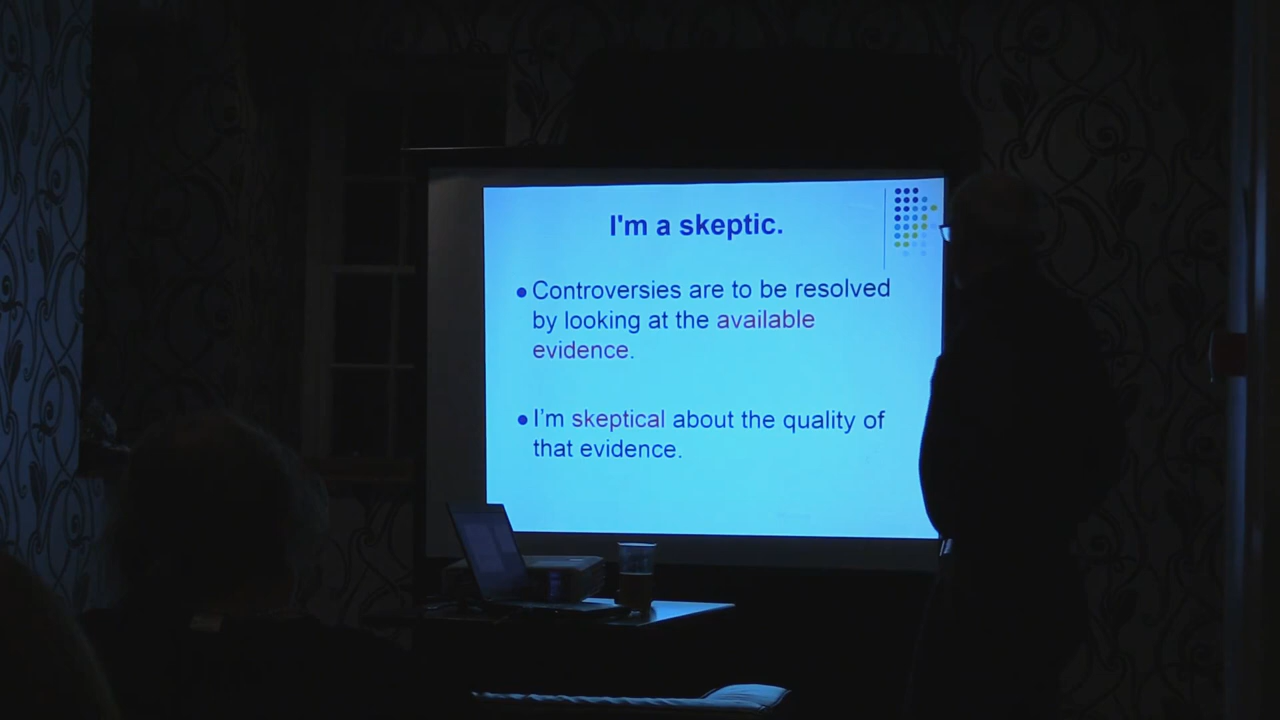 I'm a skeptic.
● Controversies are to be resolved
by looking at the available
evidence.
● I'm skeptical about the quality of
that evidence.